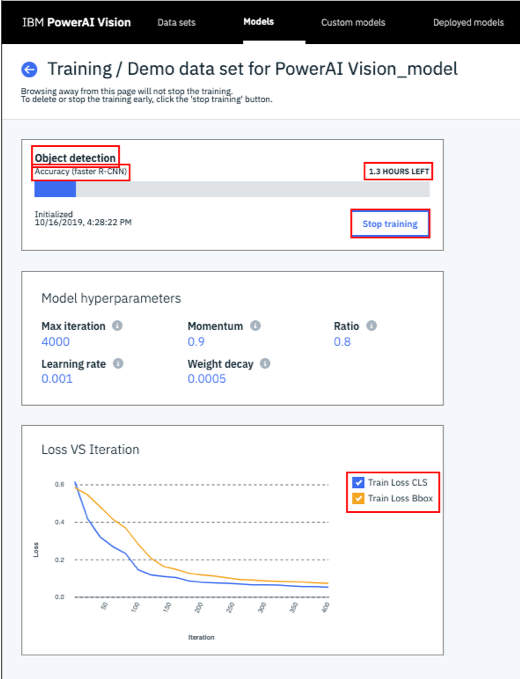 IBM PowerAI Vision Data sets Models Custom models Deployed models
Training / Demo data set for PowerAI Vision_model
Browsing away from this page will not stop the training.
To delete or stop the training early, click the 'stop training' button.
Object detection
Accuracy (faster R-CNN) 1.3 HOURS LEFT
Initialized
10/16/2019, 4:28:22 PM
Stop training
Model hyperparameters
Max iteration Momentum Ratio
4000 0.9 0.8
Learning rate Weight decay
0.001 0.0005
Loss VS Iteration
Train Loss CLS
Train Loss Bbox
0.6
0.4
0.2
0.0
Loss
50 100 150 200 250 300 350 400
Iteration